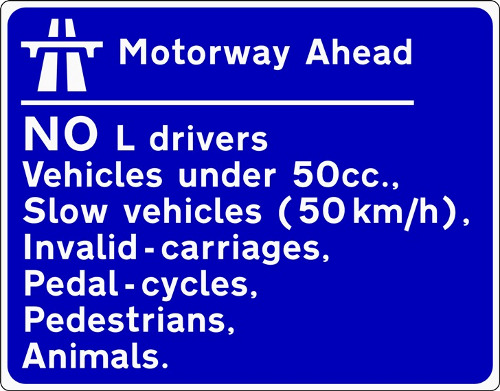 Motorway Ahead
NO L drivers
Vehicles under 50cc.,
Slow vehicles (50 km/h),
Invalid-carriages,
Pedal-cycles,
Pedestrians,
Animals.